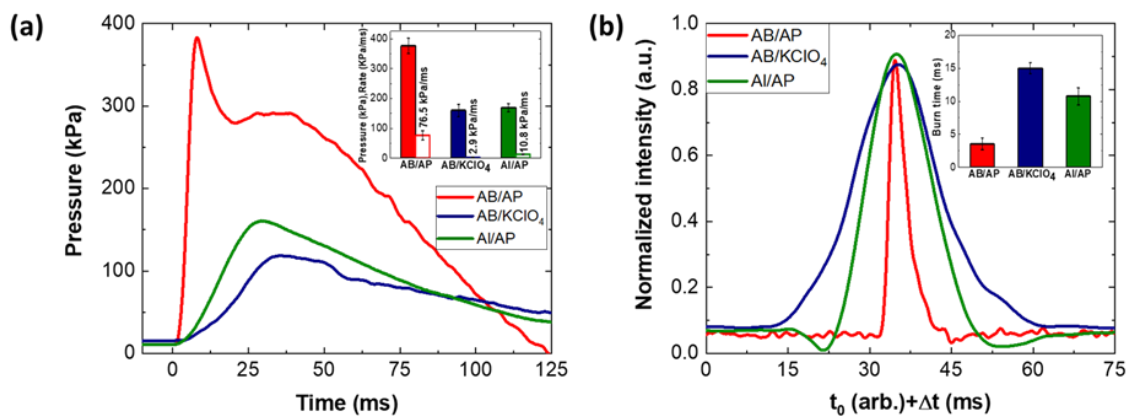 (a)
Pressure (kPa)
400
300
200
100
0
0
25
50
75
100
125
Time (ms)
Pressure (kPa),Rate (KPa/ms)
400
300
200
100
0
76.5 kPa/ms
2.9 kPa/ms
10.8 kPa/ms
AB/AP
AB/KClO₄
Al/AP
AB/AP
AB/KClO₄
Al/AP
(b)
Normalized intensity (a.u.)
1.0
0.8
0.6
0.4
0.2
0.0
0
15
30
45
60
75
t₀ (arb.)+Δt (ms)
AB/AP
AB/KClO₄
Al/AP
Burn time (ms)
20
15
10
5
0
AB/AP
AB/KClO₄
Al/AP